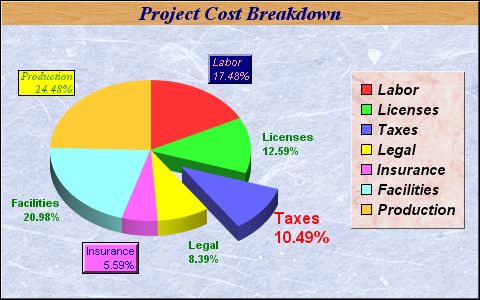 Project Cost Breakdown
Production
24.48%
Labor
17.48%
Licenses
12.59%
Taxes
10.49%
Legal
8.39%
Insurance
5.59%
Facilities
20.98%
Labor
Licenses
Taxes
Legal
Insurance
Facilities
Production